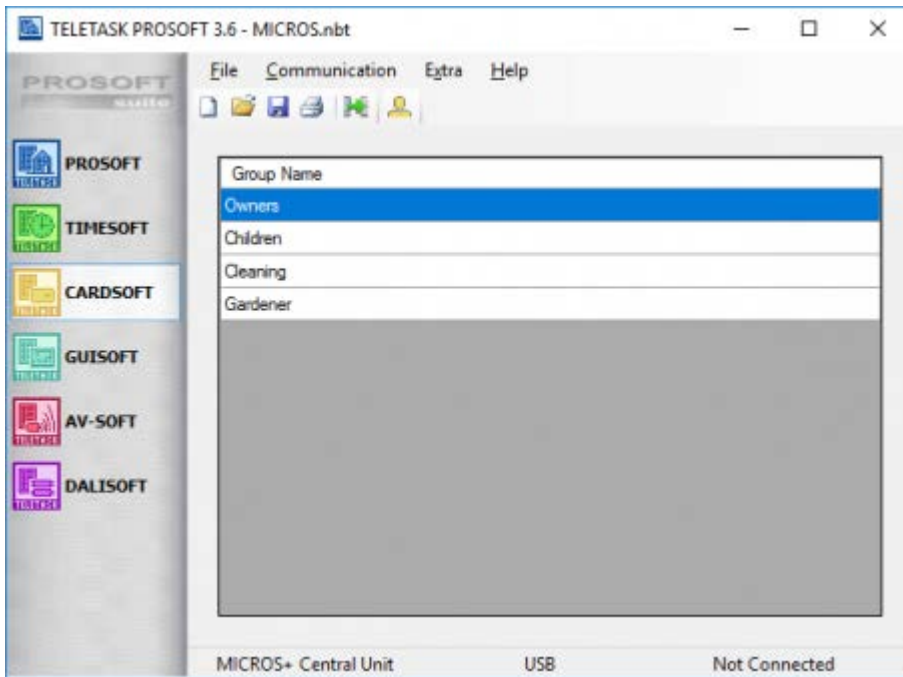 TELETASK PROSOFT 3.6 - MICROS.nbt
PROSOFT
suite
File Communication Extra Help
PROSOFT
TIMESOFT
CARDSOFT
GUISOFT
AV-SOFT
DALISOFT
Group Name
Owners
Children
Cleaning
Gardener
MICROS+ Central Unit USB Not Connected